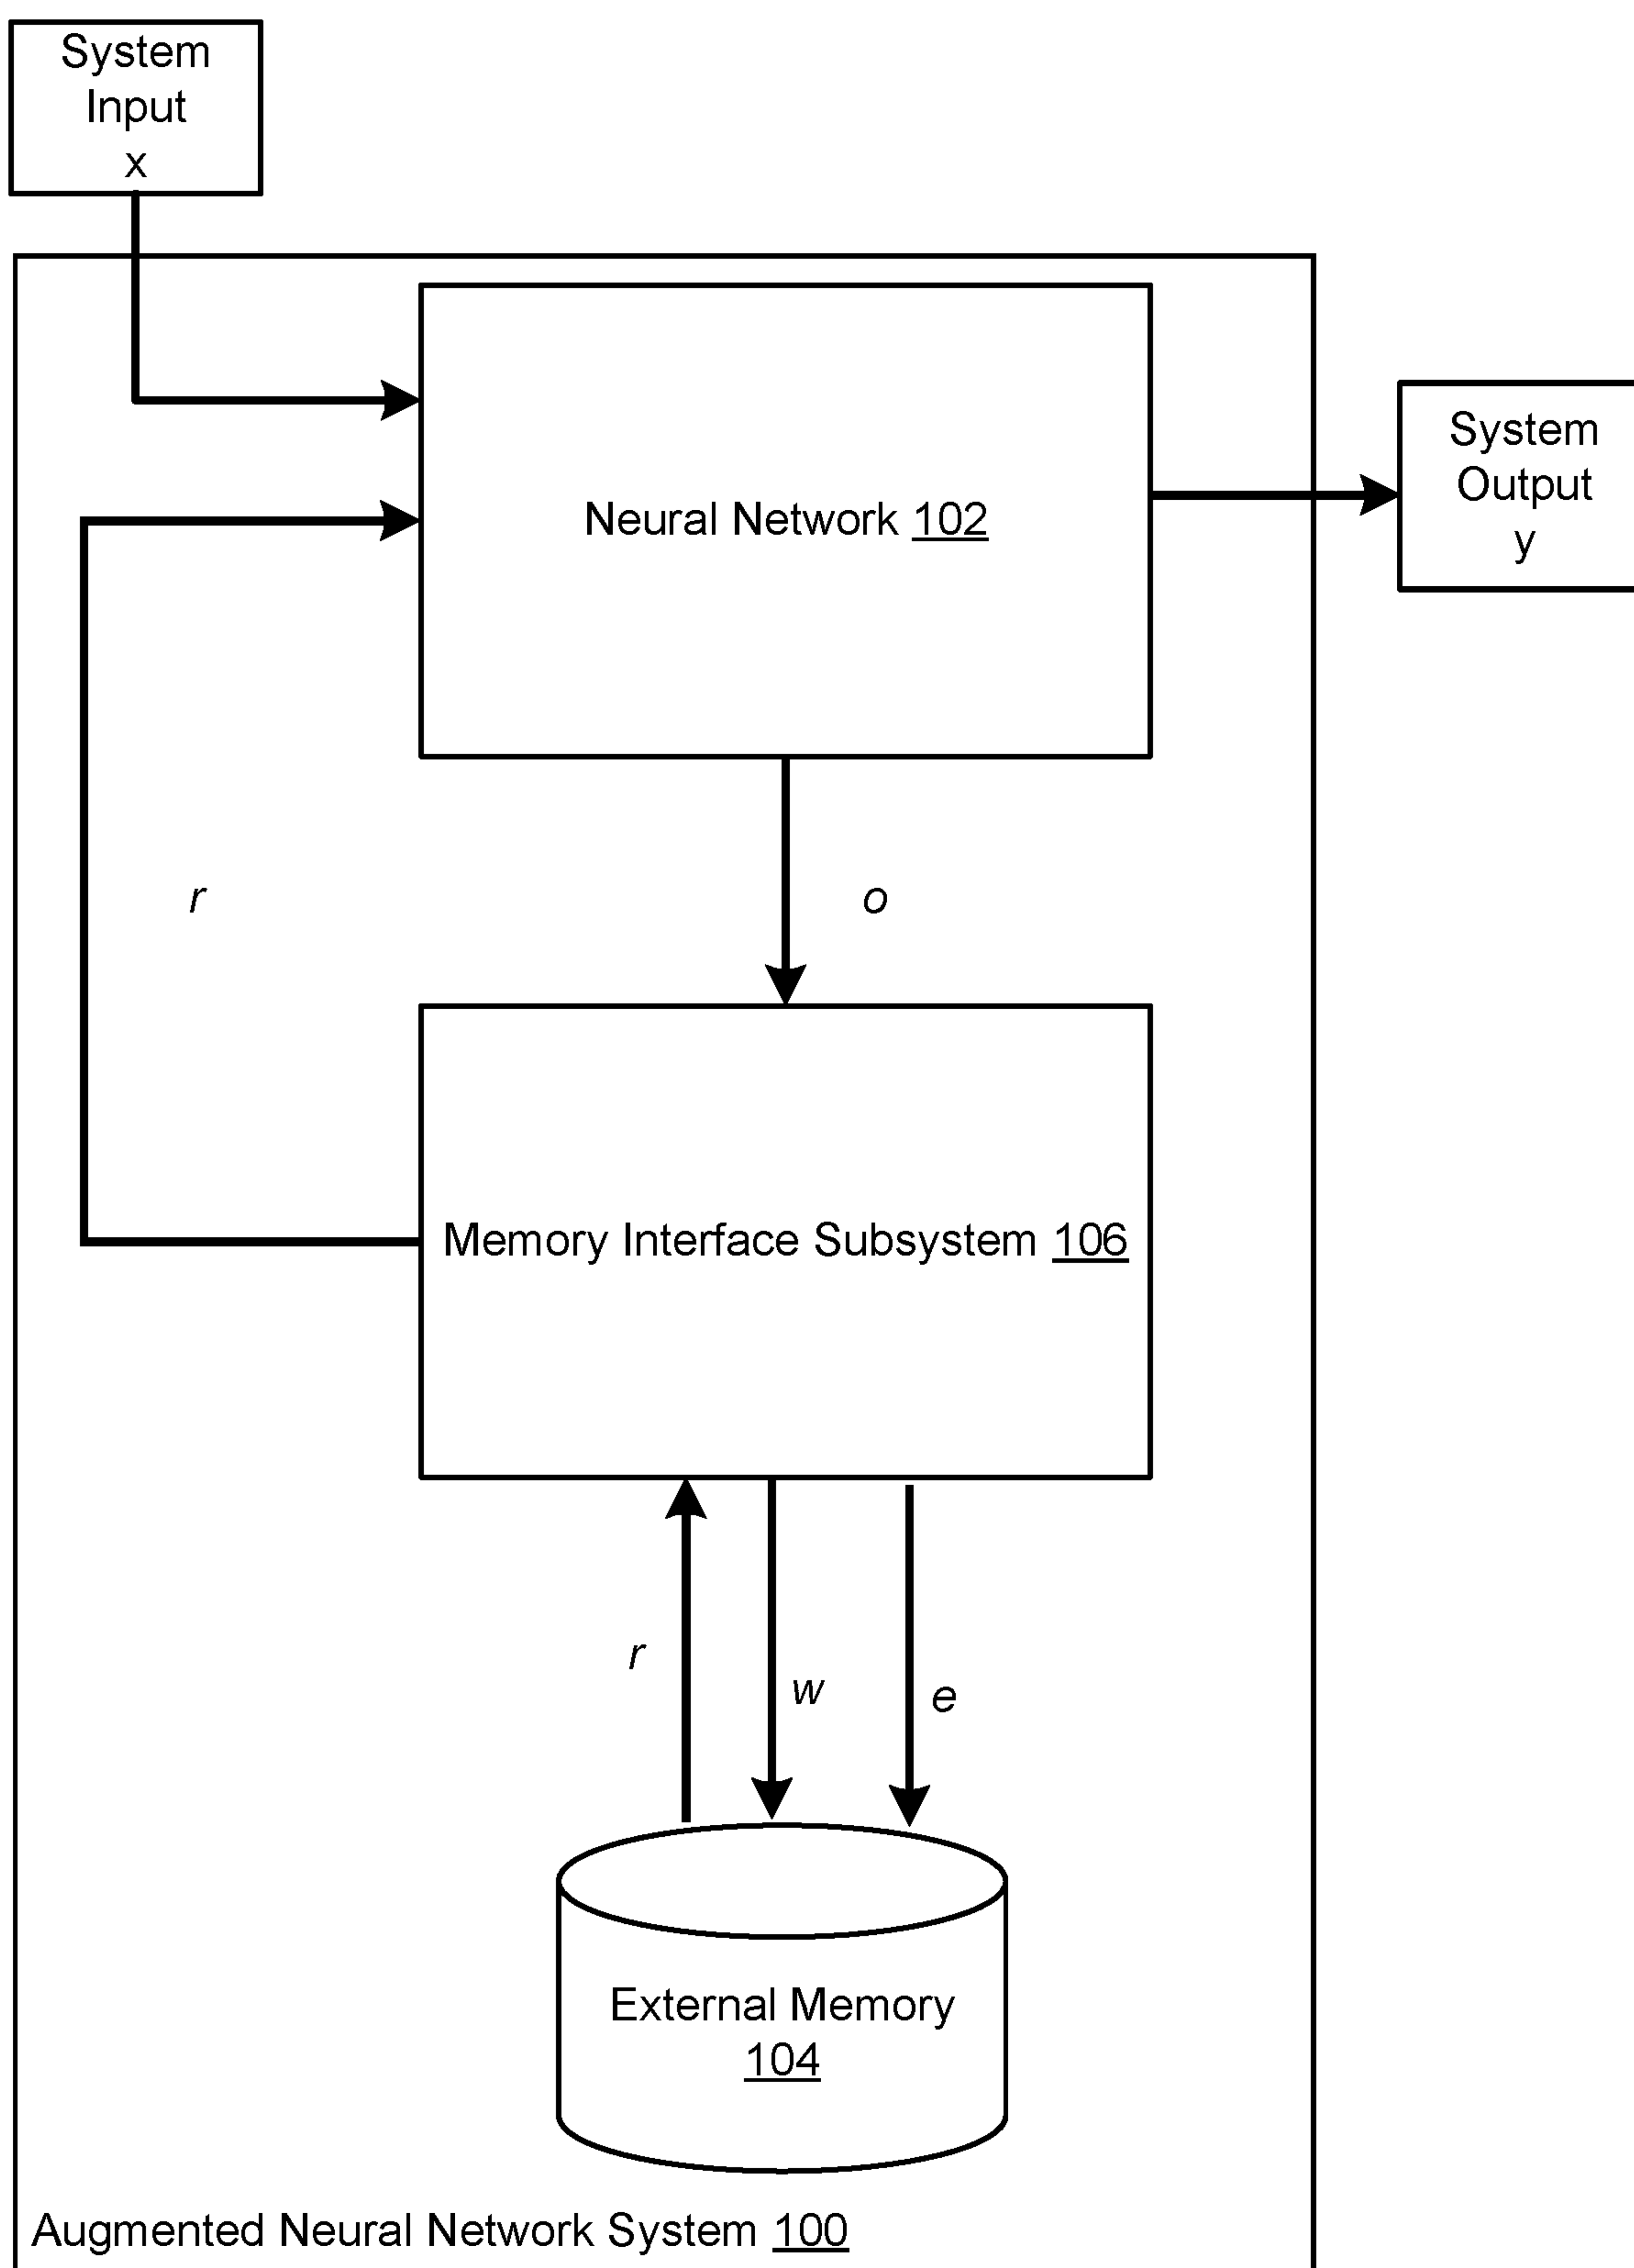 System
Input
x
System
Output
y
Neural Network 102
r
o
Memory Interface Subsystem 106
r
w
e
External Memory
104
Augmented Neural Network System 100